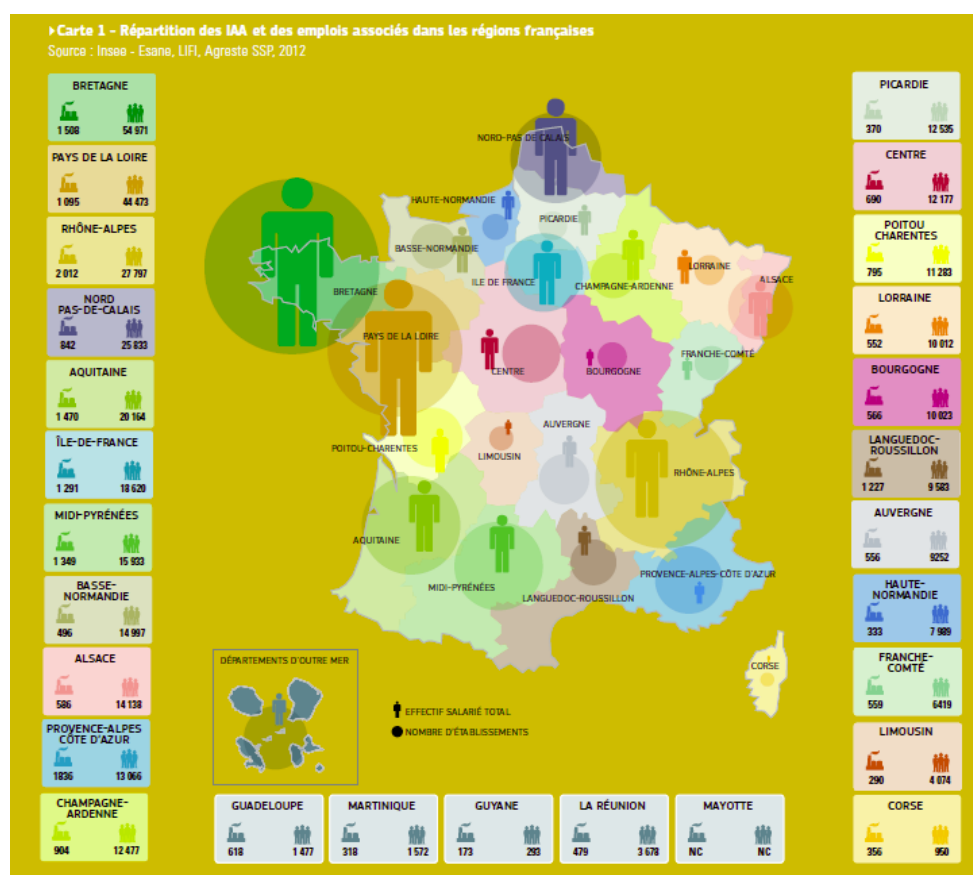 ▸Carte 1 – Répartition des IAA et des emplois associés dans les régions françaises
Source : Insee - Esane, LIFI, Agreste SSP, 2012
BRETAGNE
1 508 54 971
PAYS DE LA LOIRE
1 095 44 473
RHÔNE-ALPES
2 012 27 797
NORD
PAS-DE-CALAIS
842 25 833
AQUITAINE
1 470 20 164
ÎLE-DE-FRANCE
1 291 18 620
MIDI-PYRÉNÉES
1 349 15 933
BASSE-
NORMANDIE
496 14 997
ALSACE
586 14 138
PROVENCE-ALPES
CÔTE D'AZUR
1836 13 066
CHAMPAGNE-
ARDENNE
904 12 477
NORD-PAS DE CALAIS
HAUTE-NORMANDIE
PICARDIE
BASSE-NORMANDIE
LORRAINE
ALSACE
ILE DE FRANCE
CHAMPAGNE-ARDENNE
BRETAGNE
PAYS DE LA LOIRE
FRANCHE-COMTÉ
CENTRE
BOURGOGNE
AUVERGNE
POITOU-CHARENTES
LIMOUSIN
RHÔNE-ALPES
AQUITAINE
PROVENCE-ALPES-CÔTE D'AZUR
MIDI-PYRÉNÉES
LANGUEDOC-ROUSSILLON
CORSE
DÉPARTEMENTS D'OUTRE MER
EFFECTIF SALARIÉ TOTAL
NOMBRE D'ÉTABLISSEMENTS
PICARDIE
370 12 535
CENTRE
690 12 177
POITOU
CHARENTES
795 11 283
LORRAINE
552 10 012
BOURGOGNE
566 10 023
LANGUEDOC-
ROUSSILLON
1 227 9 583
AUVERGNE
556 9252
HAUTE-
NORMANDIE
333 7 989
FRANCHE-
COMTÉ
559 6419
LIMOUSIN
290 4 074
CORSE
356 950
GUADELOUPE
618 1 477
MARTINIQUE
318 1 572
GUYANE
173 293
LA RÉUNION
479 3 678
MAYOTTE
NC NC